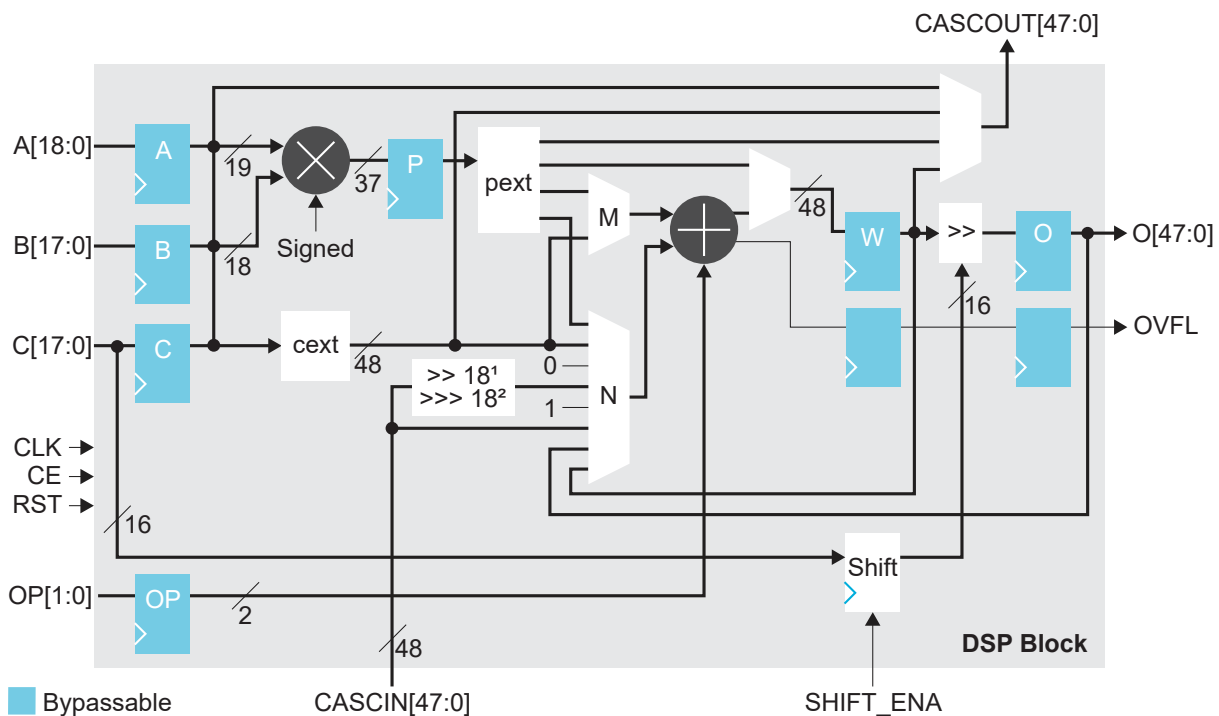 CASCOUT[47:0]
A[18:0]
A
19
37
P
pext
M
48
Signed
B[17:0]
B
18
W
>>
O
O[47:0]
16
C[17:0]
C
cext
48
0
>> 18¹
>>> 18²
1
N
OVFL
CLK
CE
RST
16
Shift
OP[1:0]
OP
2
48
DSP Block
Bypassable
CASCIN[47:0]
SHIFT_ENA